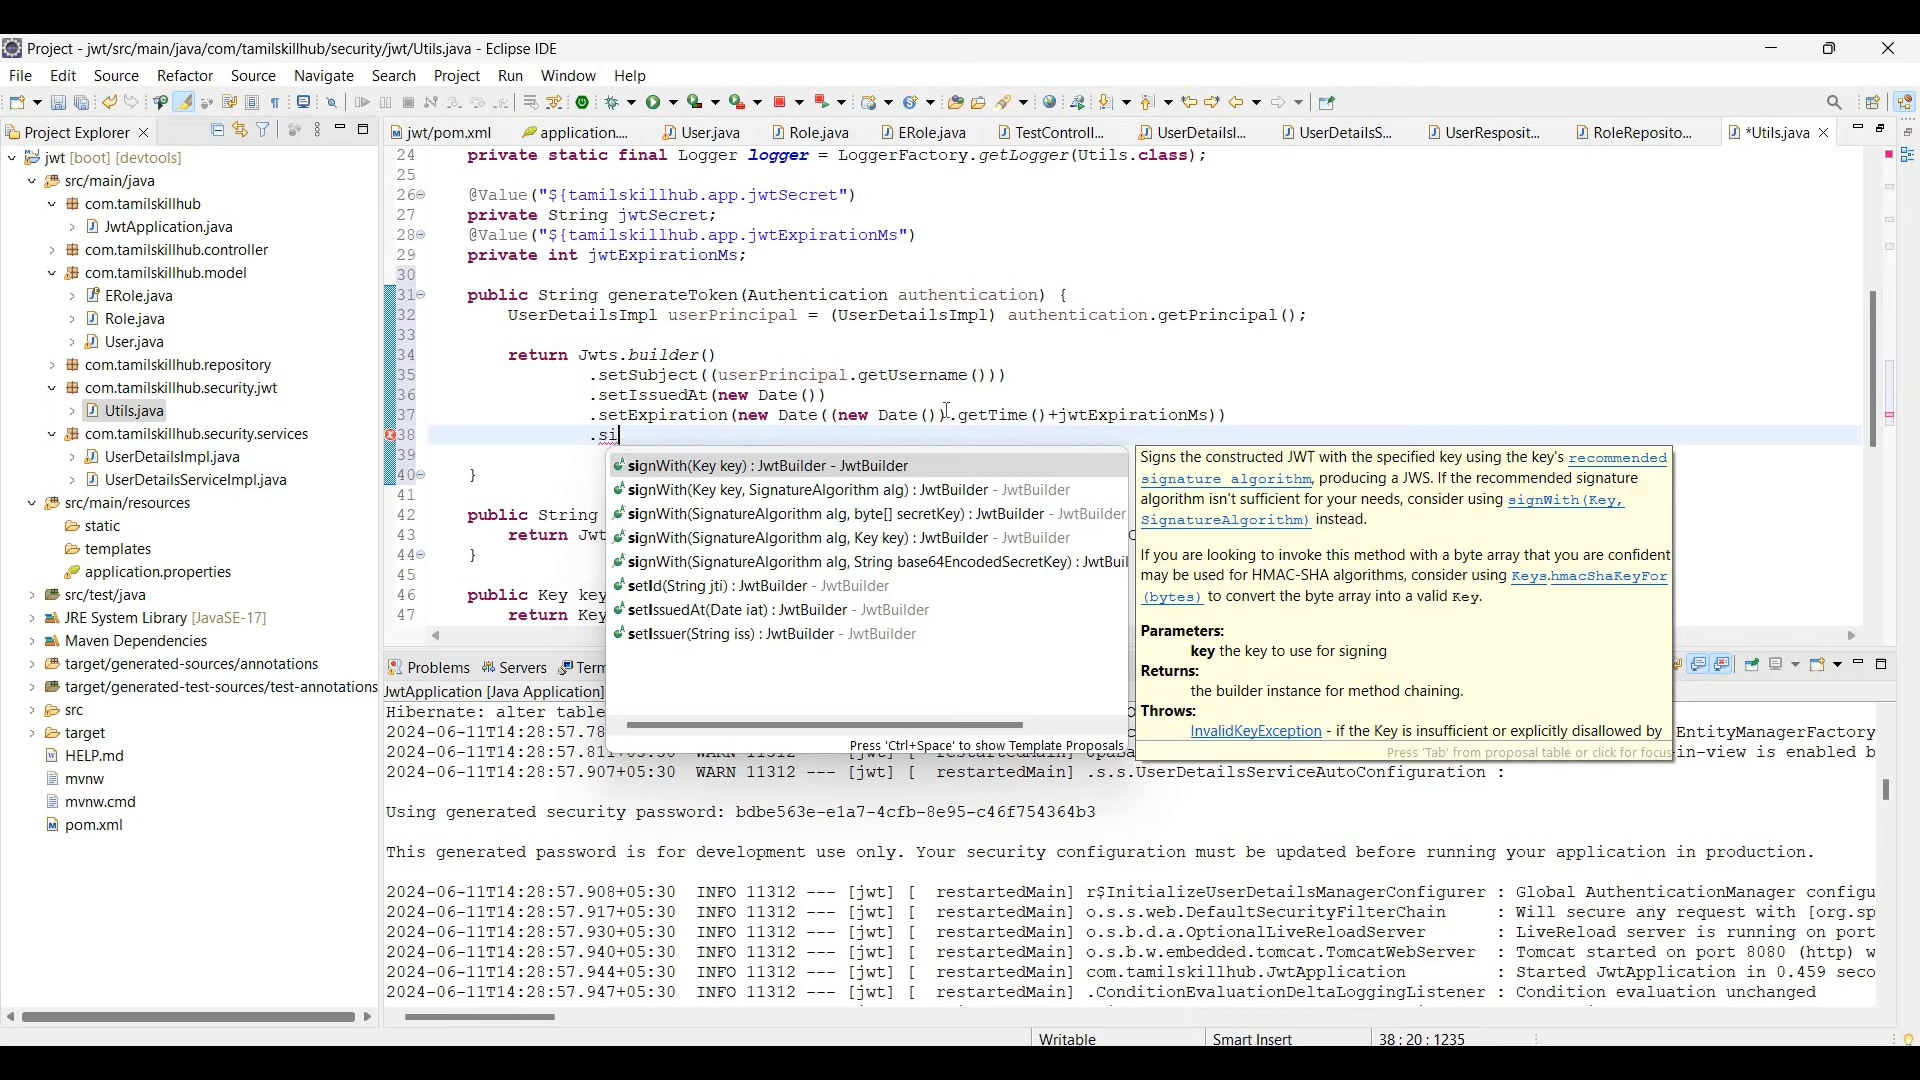 Project - jwt/src/main/java/com/tamilskillhub/security/jwt/Utils.java - Eclipse IDE
File Edit Source Refactor Source Navigate Search Project Run Window Help
Project Explorer
jwt/pom.xml application.... User.java Role.java ERole.java TestControll... UserDetailsI... UserDetailsS... UserResposit... RoleReposito... *Utils.java
jwt [boot] [devtools]
src/main/java
com.tamilskillhub
JwtApplication.java
com.tamilskillhub.controller
com.tamilskillhub.model
ERole.java
Role.java
User.java
com.tamilskillhub.repository
com.tamilskillhub.security.jwt
Utils.java
com.tamilskillhub.security.services
UserDetailsImpl.java
UserDetailsServiceImpl.java
src/main/resources
static
templates
application.properties
src/test/java
JRE System Library [JavaSE-17]
Maven Dependencies
target/generated-sources/annotations
target/generated-test-sources/test-annotations
src
target
HELP.md
mvnw
mvnw.cmd
pom.xml
24 private static final Logger logger = LoggerFactory.getLogger(Utils.class);
25
26 @Value("${tamilskillhub.app.jwtSecret")
27 private String jwtSecret;
28 @Value("${tamilskillhub.app.jwtExpirationMs")
29 private int jwtExpirationMs;
30
31 public String generateToken(Authentication authentication) {
32 UserDetailsImpl userPrincipal = (UserDetailsImpl) authentication.getPrincipal();
33
34 return Jwts.builder()
35 .setSubject((userPrincipal.getUsername()))
36 .setIssuedAt(new Date())
37 .setExpiration(new Date((new Date()).getTime()+jwtExpirationMs))
38 .si
39
40 }
41
42 public String
43 return Jwt
44 }
45
46 public Key key
47 return Key
signWith(Key key) : JwtBuilder - JwtBuilder
signWith(Key key, SignatureAlgorithm alg) : JwtBuilder - JwtBuilder
signWith(SignatureAlgorithm alg, byte[] secretKey) : JwtBuilder - JwtBuilder
signWith(SignatureAlgorithm alg, Key key) : JwtBuilder - JwtBuilder
signWith(SignatureAlgorithm alg, String base64EncodedSecretKey) : JwtBuil
setId(String jti) : JwtBuilder - JwtBuilder
setIssuedAt(Date iat) : JwtBuilder - JwtBuilder
setIssuer(String iss) : JwtBuilder - JwtBuilder
Press 'Ctrl+Space' to show Template Proposals
Signs the constructed JWT with the specified key using the key's recommended
signature algorithm, producing a JWS. If the recommended signature
algorithm isn't sufficient for your needs, consider using signWith(Key,
SignatureAlgorithm) instead.
If you are looking to invoke this method with a byte array that you are confident
may be used for HMAC-SHA algorithms, consider using Keys.hmacShaKeyFor
(bytes) to convert the byte array into a valid Key.
Parameters:
key the key to use for signing
Returns:
the builder instance for method chaining.
Throws:
InvalidKeyException - if the Key is insufficient or explicitly disallowed by
Press 'Tab' from proposal table or click for focus
Problems Servers Term
JwtApplication [Java Application]
Hibernate: alter table
2024-06-11T14:28:57.78 EntityManagerFactory
in-view is enabled b
2024-06-11T14:28:57.907+05:30 WARN 11312 --- [jwt] [ restartedMain] .s.s.UserDetailsServiceAutoConfiguration :
Using generated security password: bdbe563e-e1a7-4cfb-8e95-c46f754364b3
This generated password is for development use only. Your security configuration must be updated before running your application in production.
2024-06-11T14:28:57.908+05:30 INFO 11312 --- [jwt] [ restartedMain] r$InitializeUserDetailsManagerConfigurer : Global AuthenticationManager configu
2024-06-11T14:28:57.917+05:30 INFO 11312 --- [jwt] [ restartedMain] o.s.s.web.DefaultSecurityFilterChain : Will secure any request with [org.sp
2024-06-11T14:28:57.930+05:30 INFO 11312 --- [jwt] [ restartedMain] o.s.b.d.a.OptionalLiveReloadServer : LiveReload server is running on port
2024-06-11T14:28:57.940+05:30 INFO 11312 --- [jwt] [ restartedMain] o.s.b.w.embedded.tomcat.TomcatWebServer : Tomcat started on port 8080 (http) w
2024-06-11T14:28:57.944+05:30 INFO 11312 --- [jwt] [ restartedMain] com.tamilskillhub.JwtApplication : Started JwtApplication in 0.459 seco
2024-06-11T14:28:57.947+05:30 INFO 11312 --- [jwt] [ restartedMain] .ConditionEvaluationDeltaLoggingListener : Condition evaluation unchanged
Writable Smart Insert 38 : 20 : 1235